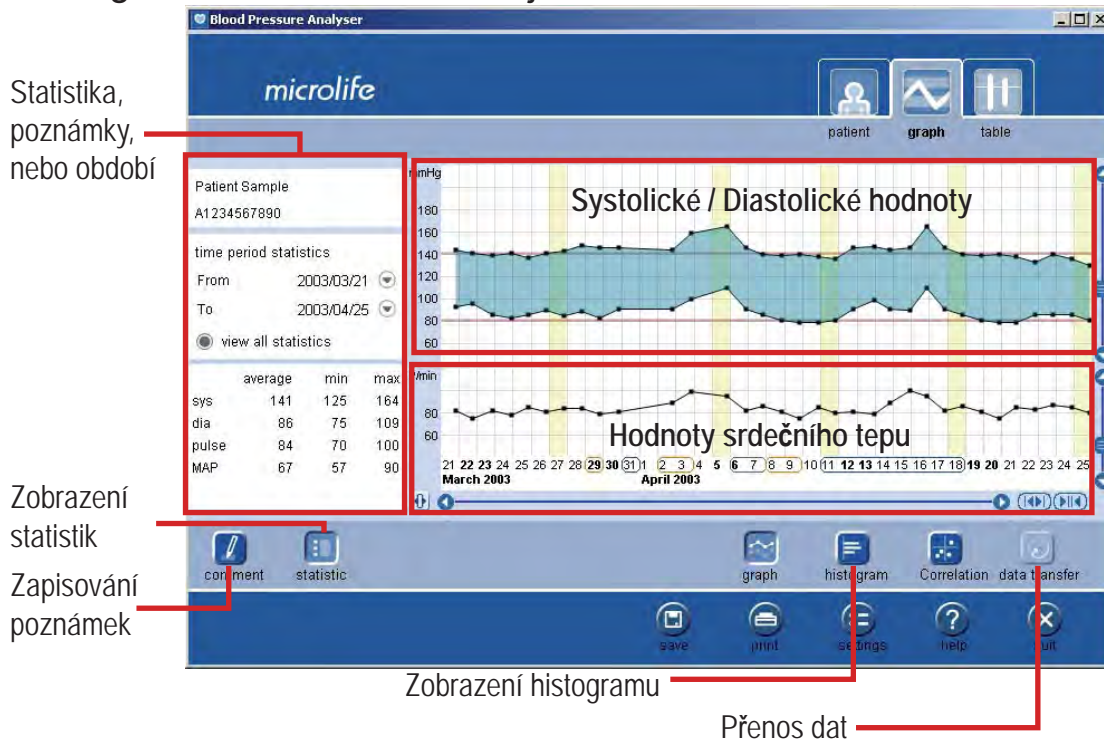 Blood Pressure Analyser
microlife
patient graph table
Statistika,
poznámky,
nebo období
Patient Sample
A1234567890
time period statistics
From 2003/03/21
To 2003/04/25
view all statistics
average min max
sys 141 125 164
dia 86 75 109
pulse 84 70 100
MAP 67 57 90
mmHg
Systolické / Diastolické hodnoty
180
160
140
120
100
80
60
/min
80
60
Hodnoty srdečního tepu
21 22 23 24 25 26 27 28 29 30 31 1 2 3 4 5 6 7 8 9 10 11 12 13 14 15 16 17 18 19 20 21 22 23 24 25
March 2003 April 2003
Zobrazení
statistik
Zapisování
poznámek
comment statistic graph histogram Correlation data transfer
save print settings help quit
Zobrazení histogramu
Přenos dat